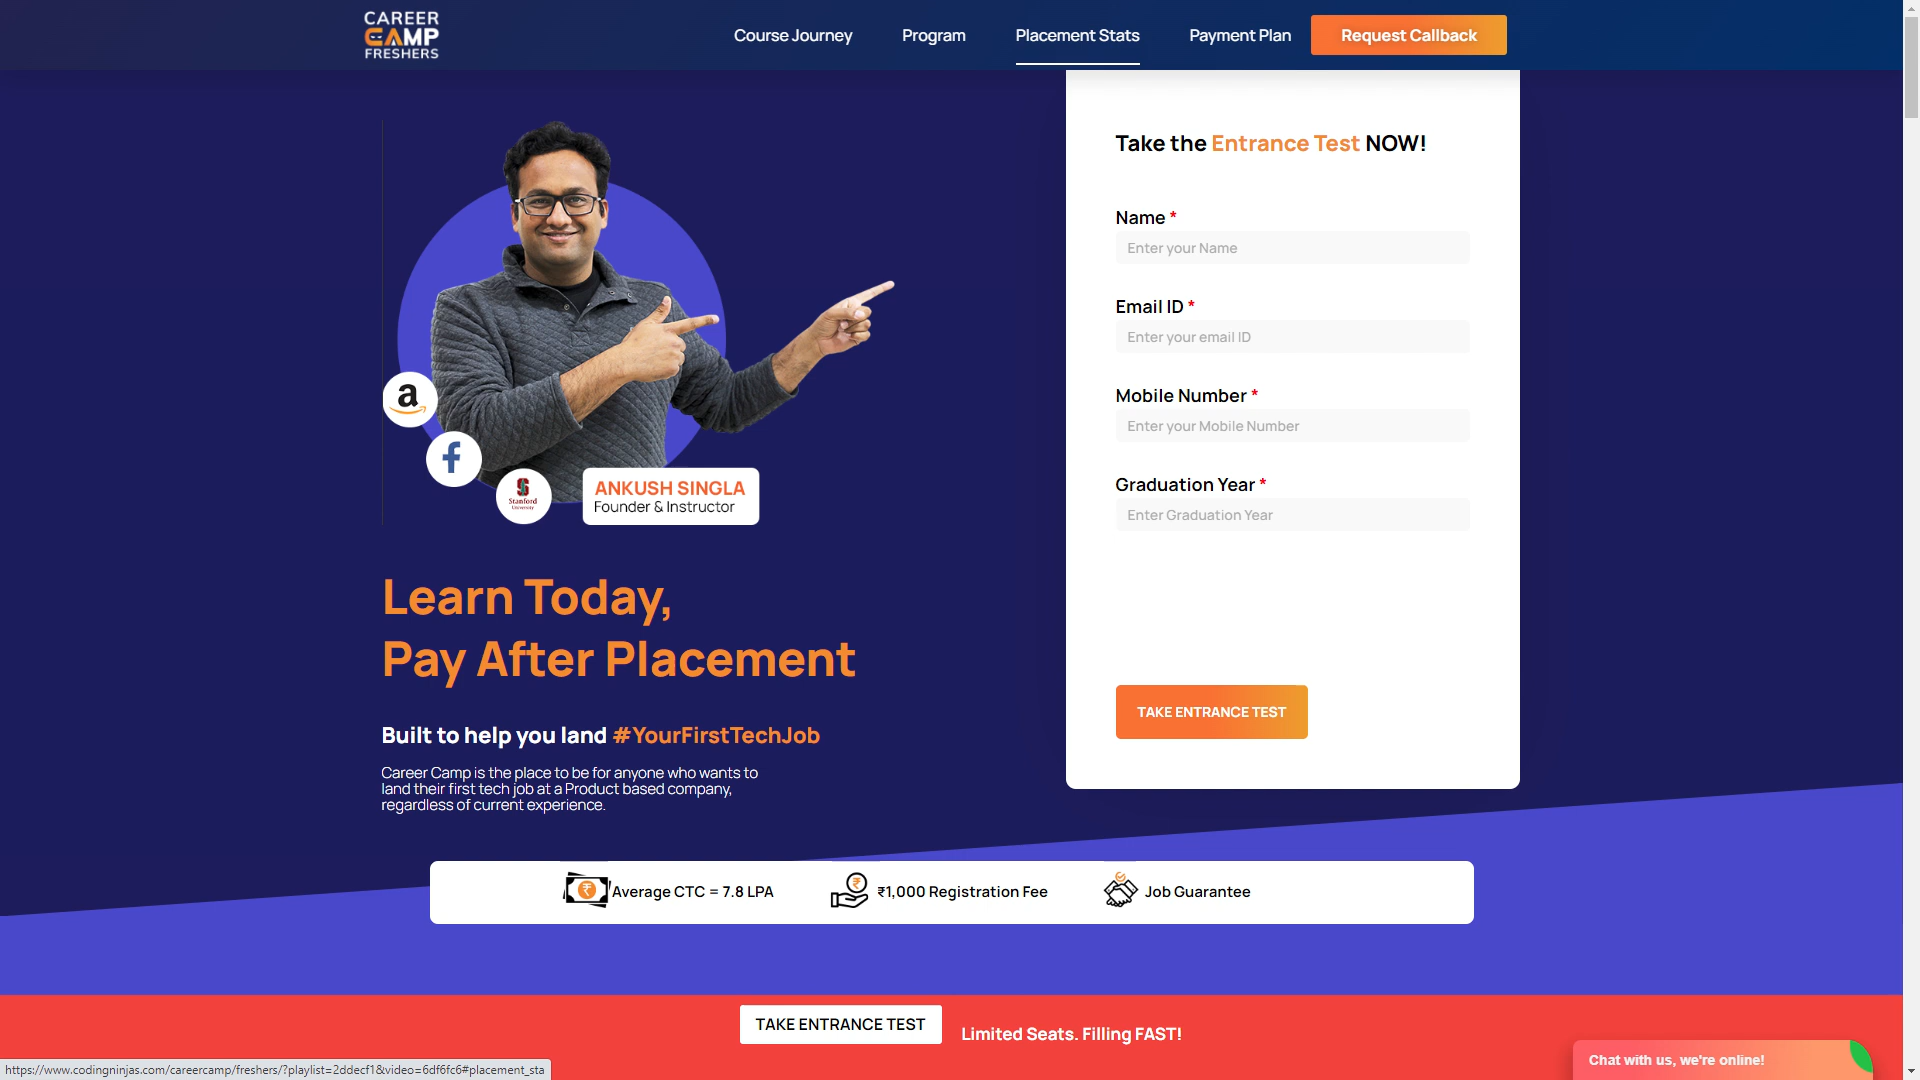 CAREER
CAMP
FRESHERS
Course Journey
Program
Placement Stats
Payment Plan
Request Callback
a
f
S
Stanford
University
ANKUSH SINGLA
Founder & Instructor
Learn Today,
Pay After Placement
Built to help you land #YourFirstTechJob
Career Camp is the place to be for anyone who wants to
land their first tech job at a Product based company,
regardless of current experience.
Take the Entrance Test NOW!
Name *
Enter your Name
Email ID *
Enter your email ID
Mobile Number *
Enter your Mobile Number
Graduation Year *
Enter Graduation Year
TAKE ENTRANCE TEST
Average CTC = 7.8 LPA
₹1,000 Registration Fee
Job Guarantee
TAKE ENTRANCE TEST
Limited Seats. Filling FAST!
Chat with us, we're online!
https://www.codingninjas.com/careercamp/freshers/?playlist=2ddecf1&video=6df6fc6#placement_sta